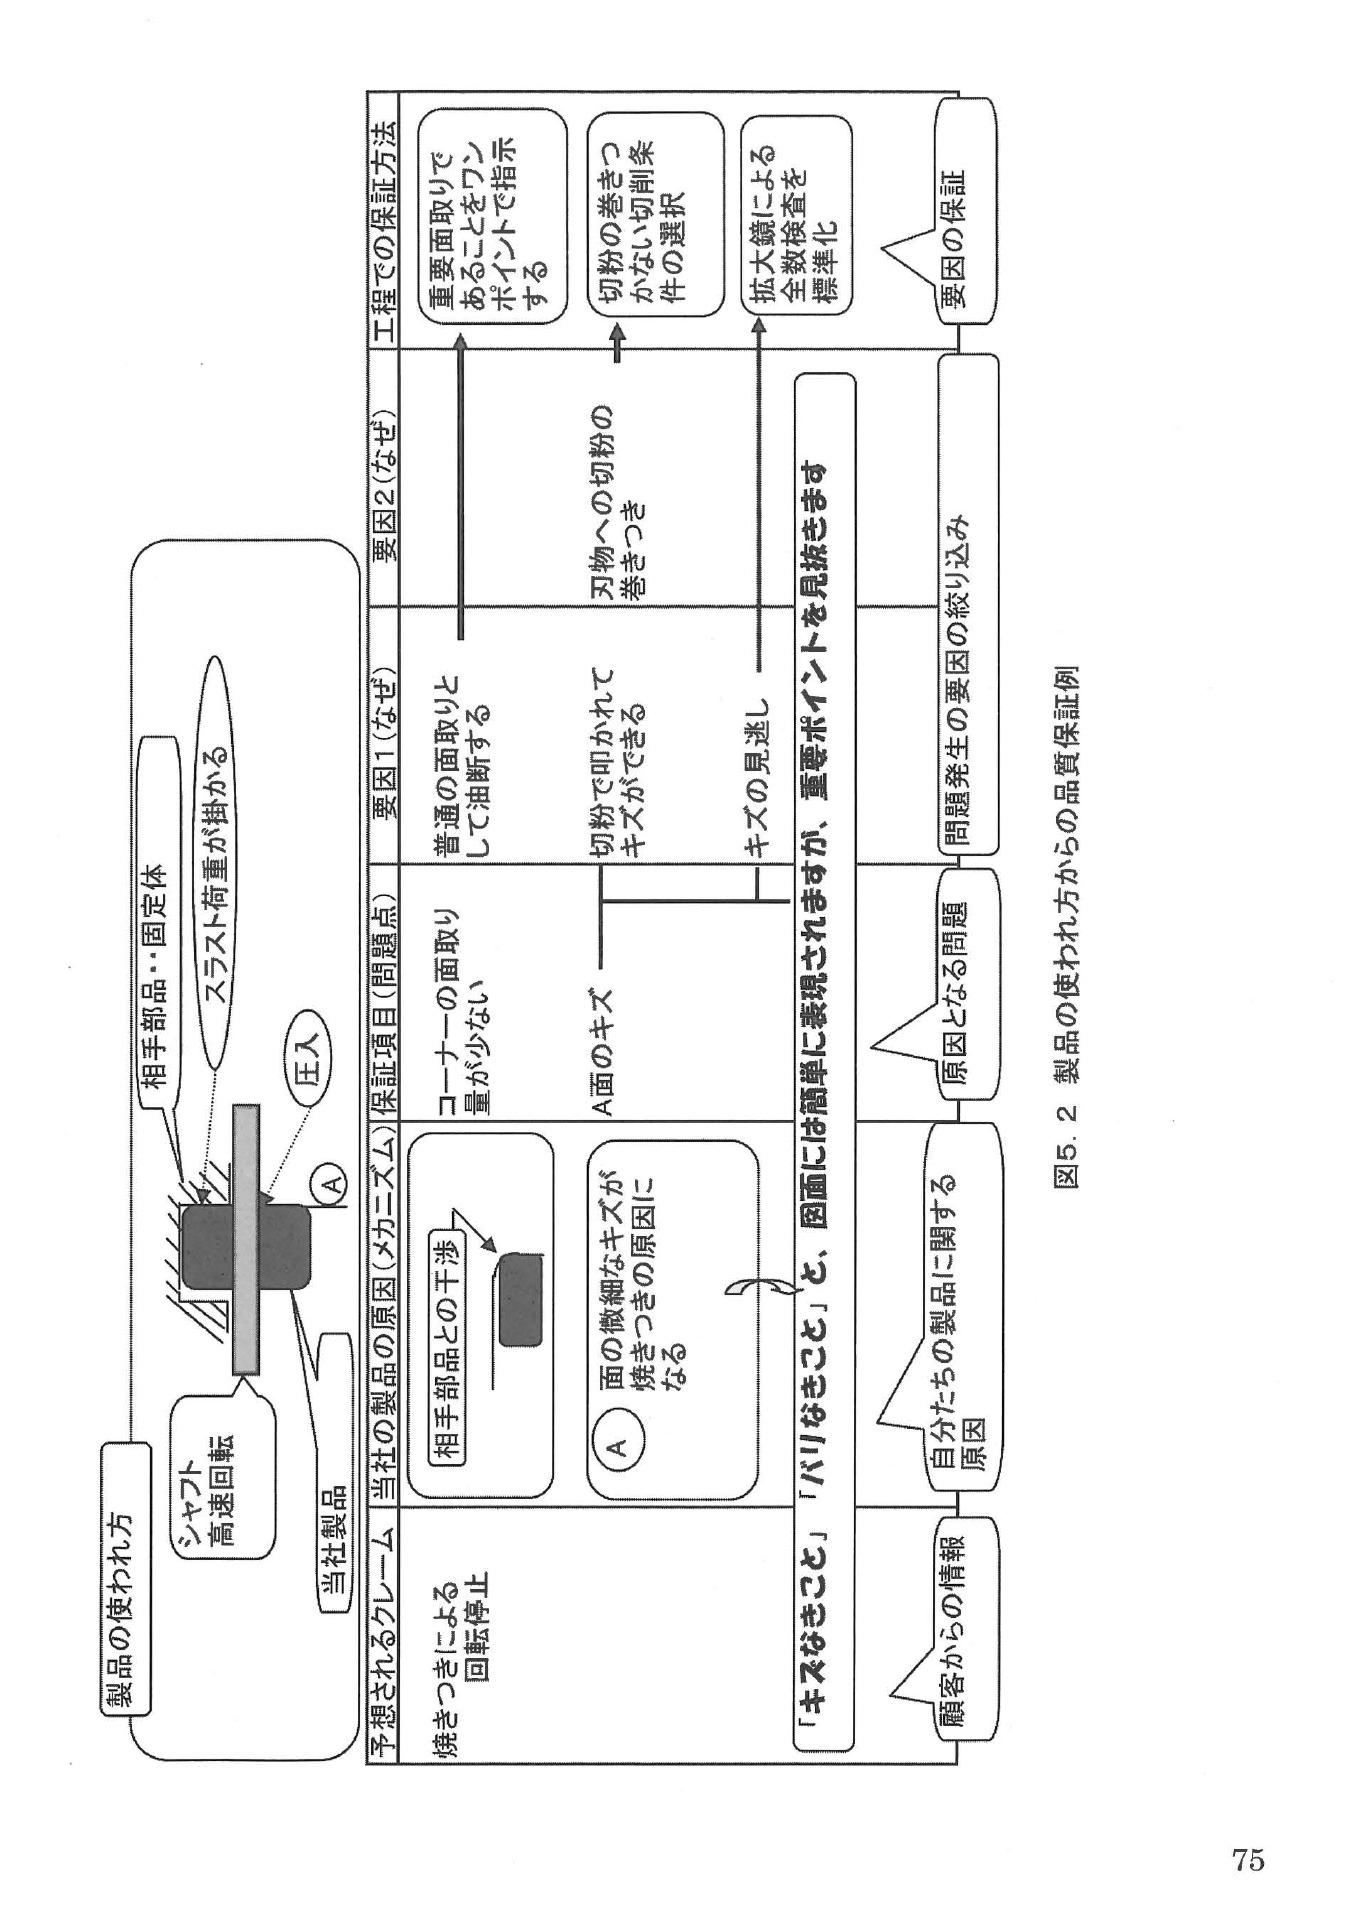 製品の使われ方
シャフト
高速回転
当社製品
相手部品‥固定体
スラスト荷重が掛かる
圧入
A
予想されるクレーム
当社の製品の原因(メカニズム)
保証項目(問題点)
要因1(なぜ)
要因2(なぜ)
工程での保証方法
焼きつきによる
回転停止
相手部品との干渉
コーナーの面取り
量が少ない
普通の面取りと
して油断する
重要面取りで
あることをワン
ポイントで指示
する
A
面の微細なキズが
焼きつきの原因に
なる
A面のキズ
切粉で叩かれて
キズができる
刃物への切粉の
巻きつき
切粉の巻きつ
かない切削条
件の選択
キズの見逃し
拡大鏡による
全数検査を
標準化
「キズなきこと」「バリなきこと」と、図面には簡単に表現されますが、重要ポイントを見抜きます
顧客からの情報
自分たちの製品に関する
原因
原因となる問題
問題発生の要因の絞り込み
要因の保証
図5.2 製品の使われ方からの品質保証例
75